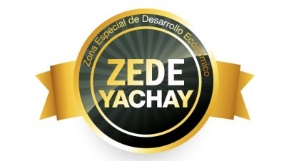 Zona Especial de Desarrollo Económico
ZEDE
YACHAY